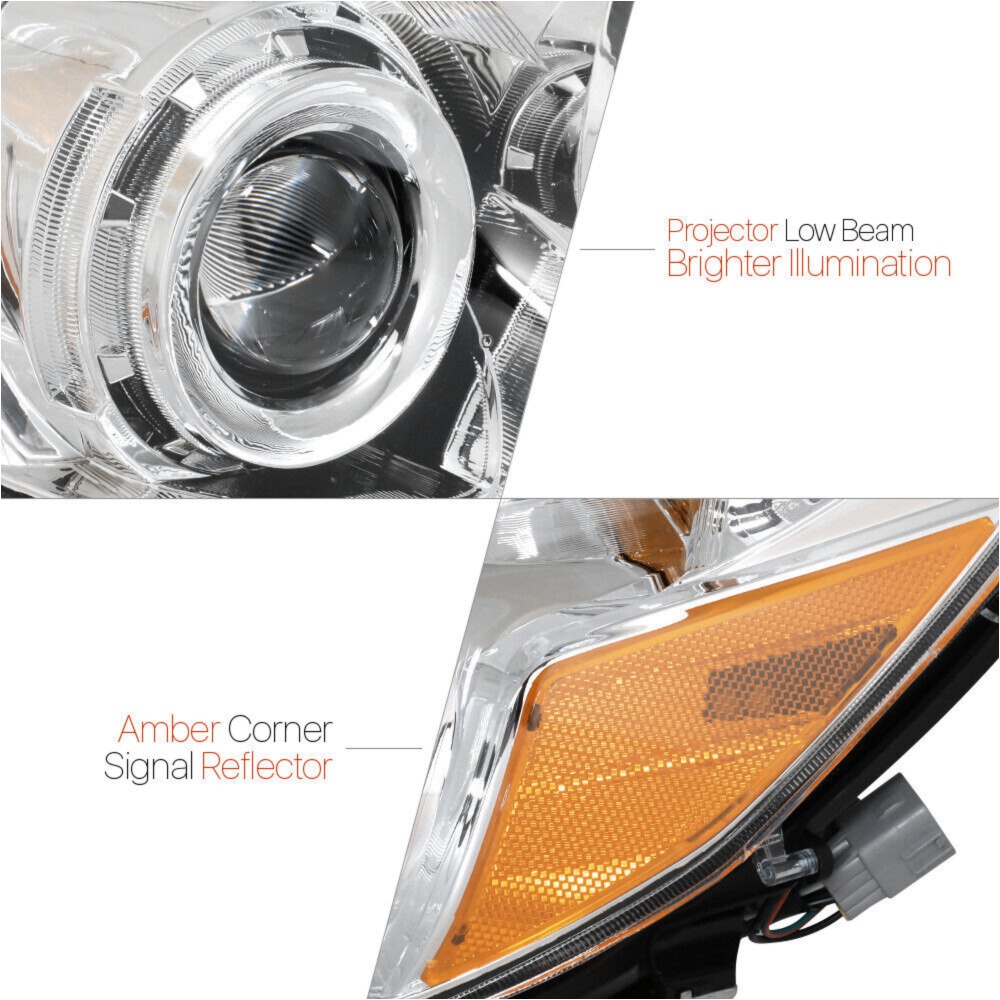 Projector Low Beam
Brighter Illumination
Amber Corner
Signal Reflector